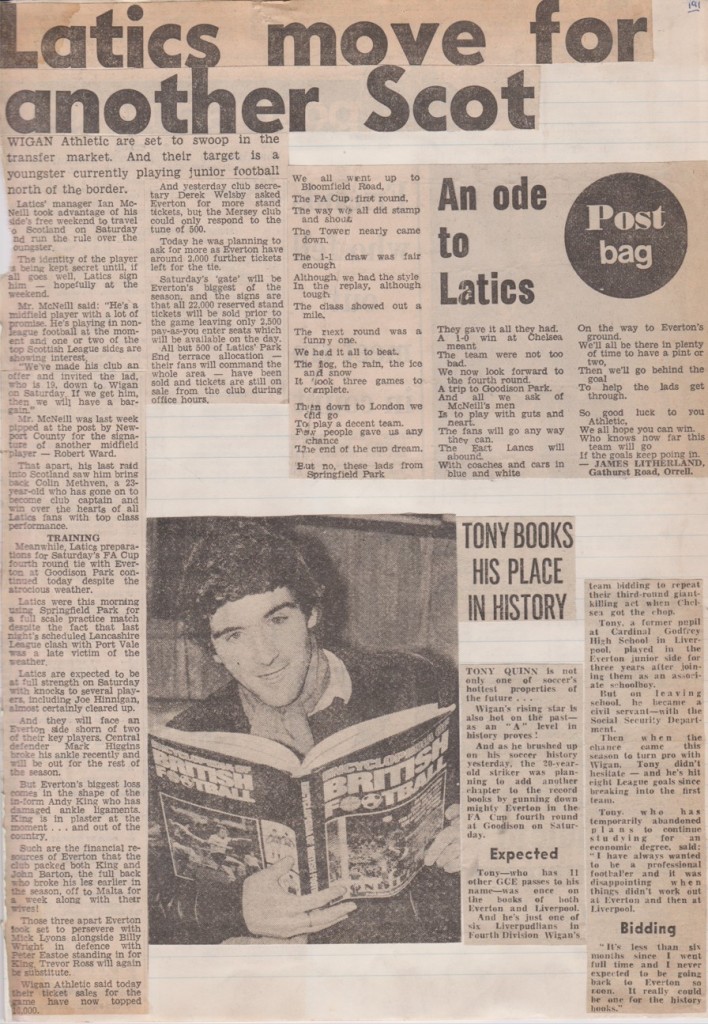 191
Latics move for
another Scot
WIGAN Athletic are set to swoop in the
transfer market. And their target is a
youngster currently playing junior football
north of the border.
Latics' manager Ian Mc-
Neill took advantage of his
side's free weekend to travel
to Scotland on Saturday
and run the rule over the
youngster.
The identity of the player
is being kept secret until, if
all goes well, Latics sign
him — hopefully at the
weekend.
Mr. McNeill said: "He's a
midfield player with a lot of
promise. He's playing in non-
league football at the mom-
ent and one or two of the
top Scottish League sides are
showing interest.
"We've made his club an
offer and invited the lad,
who is 19, down to Wigan
on Saturday. If we get him,
then we will have a bar-
gain."
Mr. McNeill was last week
pipped at the post by New-
port County for the signa-
ture of another midfield
player — Robert Ward.
That apart, his last raid
into Scotland saw him bring
back Colin Methven, a 23-
year-old who has gone on to
become club captain and
win over the hearts of all
Latics fans with top class
performance.
TRAINING
Meanwhile, Latics prepara-
tions for Saturday's FA Cup
fourth round tie with Ever-
ton at Goodison Park con-
tinued today despite the
atrocious weather.
Latics were this morning
using Springfield Park for
a full scale practice match
despite the fact that last
night's scheduled Lancashire
League clash with Port Vale
was a late victim of the
weather.
Latics are expected to be
at full strength on Saturday
with knocks to several play-
ers, including Joe Hinnigan,
almost certainly cleared up.
And they will face an
Everton side shorn of two
of their key players. Central
defender Mark Higgins
broke his ankle recently and
will be out for the rest of
the season.
But Everton's biggest loss
comes in the shape of the
in-form Andy King who has
damaged ankle ligaments.
King is in plaster at the
moment . . . and out of the
country.
Such are the financial re-
sources of Everton that the
club packed both King and
John Barton, the full back
who broke his leg earlier in
the season, off to Malta for
a week along with their
wives!
Those three apart Everton
look set to persevere with
Mick Lyons alongside Billy
Wright in defence with
Peter Eastoe standing in for
King. Trevor Ross will again
be substitute.
Wigan Athletic said today
their ticket sales for the
game have now topped
10,000.
And yesterday club secre-
tary Derek Welsby asked
Everton for more stand
tickets, but the Mersey club
could only respond to the
tune of 500.
Today he was planning to
ask for more as Everton have
around 2,000 further tickets
left for the tie.
Saturday's 'gate' will be
Everton's biggest of the
season, and the signs are
that all 22,000 reserved stand
tickets will be sold prior to
the game leaving only 2,500
pay-as-you enter seats which
will be available on the day.
All but 500 of Latics' Park
End terrace allocation —
their fans will command the
whole area — have been
sold and tickets are still on
sale from the club during
office hours.
An ode
to
Latics
Post
bag
We all went up to
Bloomfield Road,
The FA Cup first round,
The way we all did stamp
and shout
The Tower nearly came
down.
The 1-1 draw was fair
enough
Although, we had the style
In the replay, although
tough
The class showed out a
mile.
The next round was a
funny one.
We had it all to beat.
The fog, the rain, the ice
and snow
It took three games to
complete.
Then down to London we
did go
To play a decent team.
Few people gave us any
chance
The end of the cup dream.
But no, these lads from
Springfield Park
They gave it all they had.
A 1-0 win at Chelsea
meant
The team were not too
bad.
We now look forward to
the fourth round.
A trip to Goodison Park.
And all we ask of
McNeill's men
Is to play with guts and
heart.
The fans will go any way
they can.
The East Lancs will
abound.
With coaches and cars in
blue and white
On the way to Everton's
ground.
We'll all be there in plenty
of time to have a pint or
two,
Then we'll go behind the
goal
To help the lads get
through.
So good luck to you
Athletic,
We all hope you can win.
Who knows now far this
team will go
If the goals keep poing in.
— JAMES LITHERLAND,
Gathurst Road, Orrell.
ENCYCLOPAEDIA
BRITISH
FOOTBALL
ENCYCLOPAEDIA
BRITISH
FOOTBALL
TONY BOOKS
HIS PLACE
IN HISTORY
TONY QUINN is not
only one of soccer's
hottest properties of
the future . . .
Wigan's rising star is
also hot on the past—
as an "A" level in
history proves!
And as he brushed up
on his soccer history
yesterday, the 20-year-
old striker was plan-
ning to add another
chapter to the record
books by gunning down
mighty Everton in the
FA Cup fourth round
at Goodison on Satur-
day.
Expected
Tony—who has 11
other GCE passes to his
name—was once on
the books of both
Everton and Liverpool.
And he's just one of
six Liverpudlians in
Fourth Division Wigan's
team bidding to repeat
their third-round giant-
killing act when Chel-
sea got the chop.
Tony, a former pupil
at Cardinal Godfrey
High School in Liver-
pool, played in the
Everton junior side for
three years after join-
ing them as an associ-
ate schoolboy.
But on leaving
school, he became a
civil servant—with the
Social Security Depart-
ment.
Then when the
chance came this
season to turn pro with
Wigan, Tony didn't
hesitate — and he's hit
eight League goals since
breaking into the first
team.
Tony, who has
temporarily abandoned
plans to continue
studying for an
economic degree, said:
"I have always wanted
to be a professional
footballer and it was
disappointing when
things didn't work out
at Everton and then at
Liverpool.
Bidding
"It's less than six
months since I went
full time and I never
expected to be going
back to Everton so
soon. It really could
be one for the history
books."